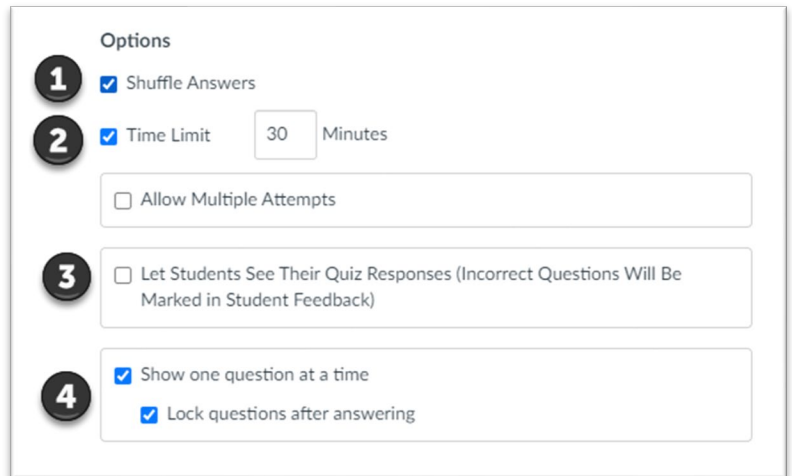 Options
1 Shuffle Answers
2 Time Limit 30 Minutes
Allow Multiple Attempts
3 Let Students See Their Quiz Responses (Incorrect Questions Will Be
Marked in Student Feedback)
Show one question at a time
4
Lock questions after answering